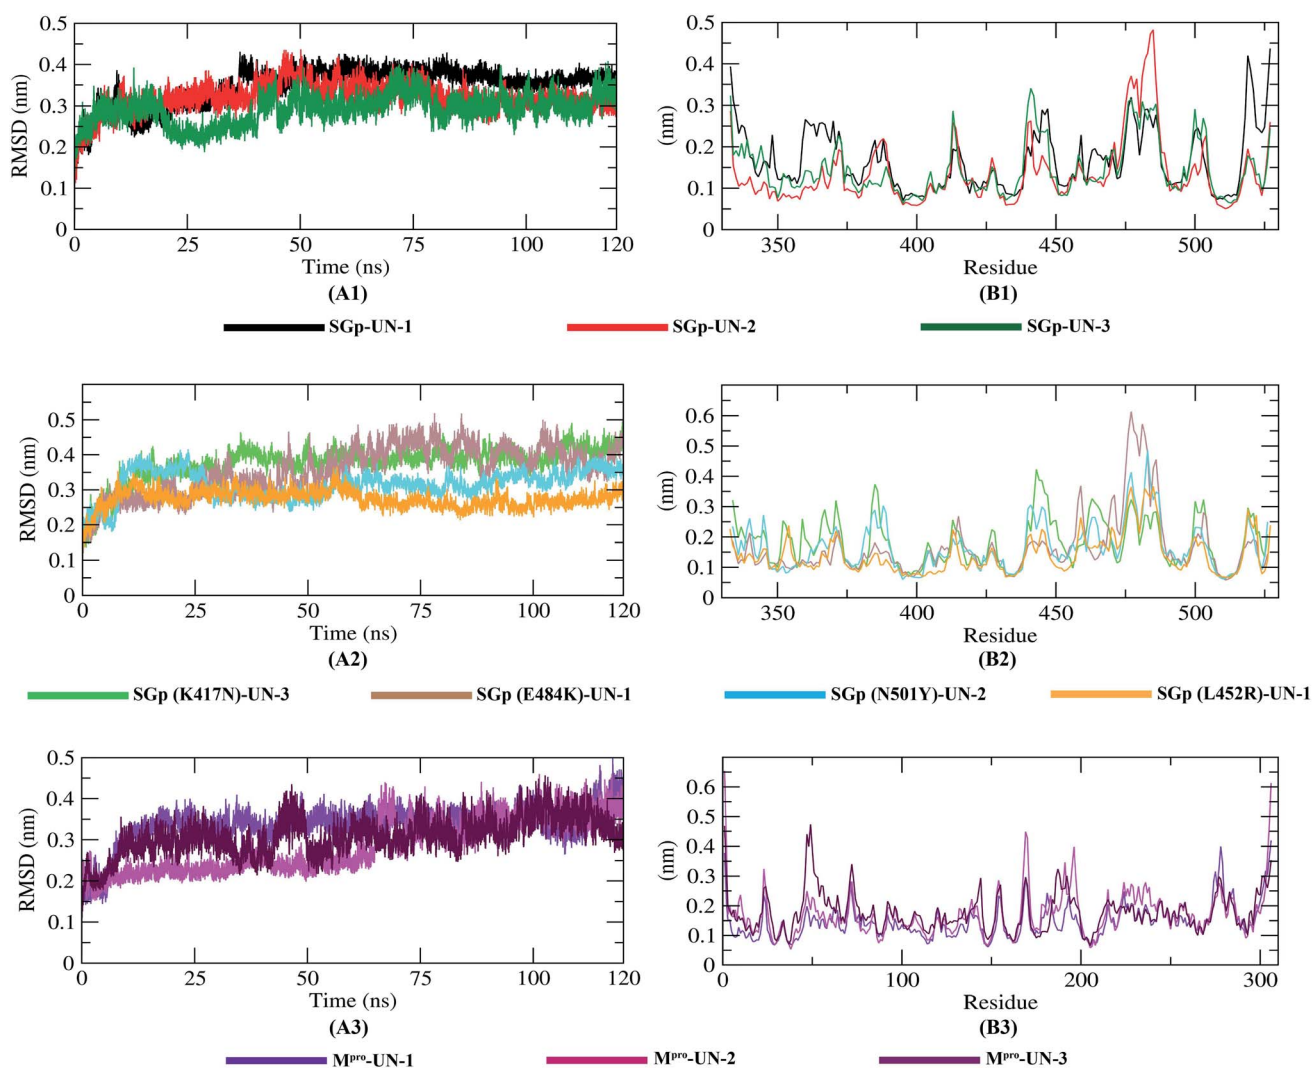 0.5
0.4
0.3
0.2
0.1
0
RMSD (nm)
0 25 50 75 100 120
Time (ns)
(A1)
0.5
0.4
0.3
0.2
0.1
0
(nm)
350 400 450 500
Residue
(B1)
SGp-UN-1 SGp-UN-2 SGp-UN-3
0.5
0.4
0.3
0.2
0.1
0
RMSD (nm)
0 25 50 75 100 120
Time (ns)
(A2)
0.6
0.5
0.4
0.3
0.2
0.1
0
(nm)
350 400 450 500
Residue
(B2)
SGp (K417N)-UN-3 SGp (E484K)-UN-1 SGp (N501Y)-UN-2 SGp (L452R)-UN-1
0.5
0.4
0.3
0.2
0.1
0
RMSD (nm)
0 25 50 75 100 120
Time (ns)
(A3)
0.6
0.5
0.4
0.3
0.2
0.1
0
(nm)
0 100 200 300
Residue
(B3)
Mᵖʳᵒ-UN-1 Mᵖʳᵒ-UN-2 Mᵖʳᵒ-UN-3